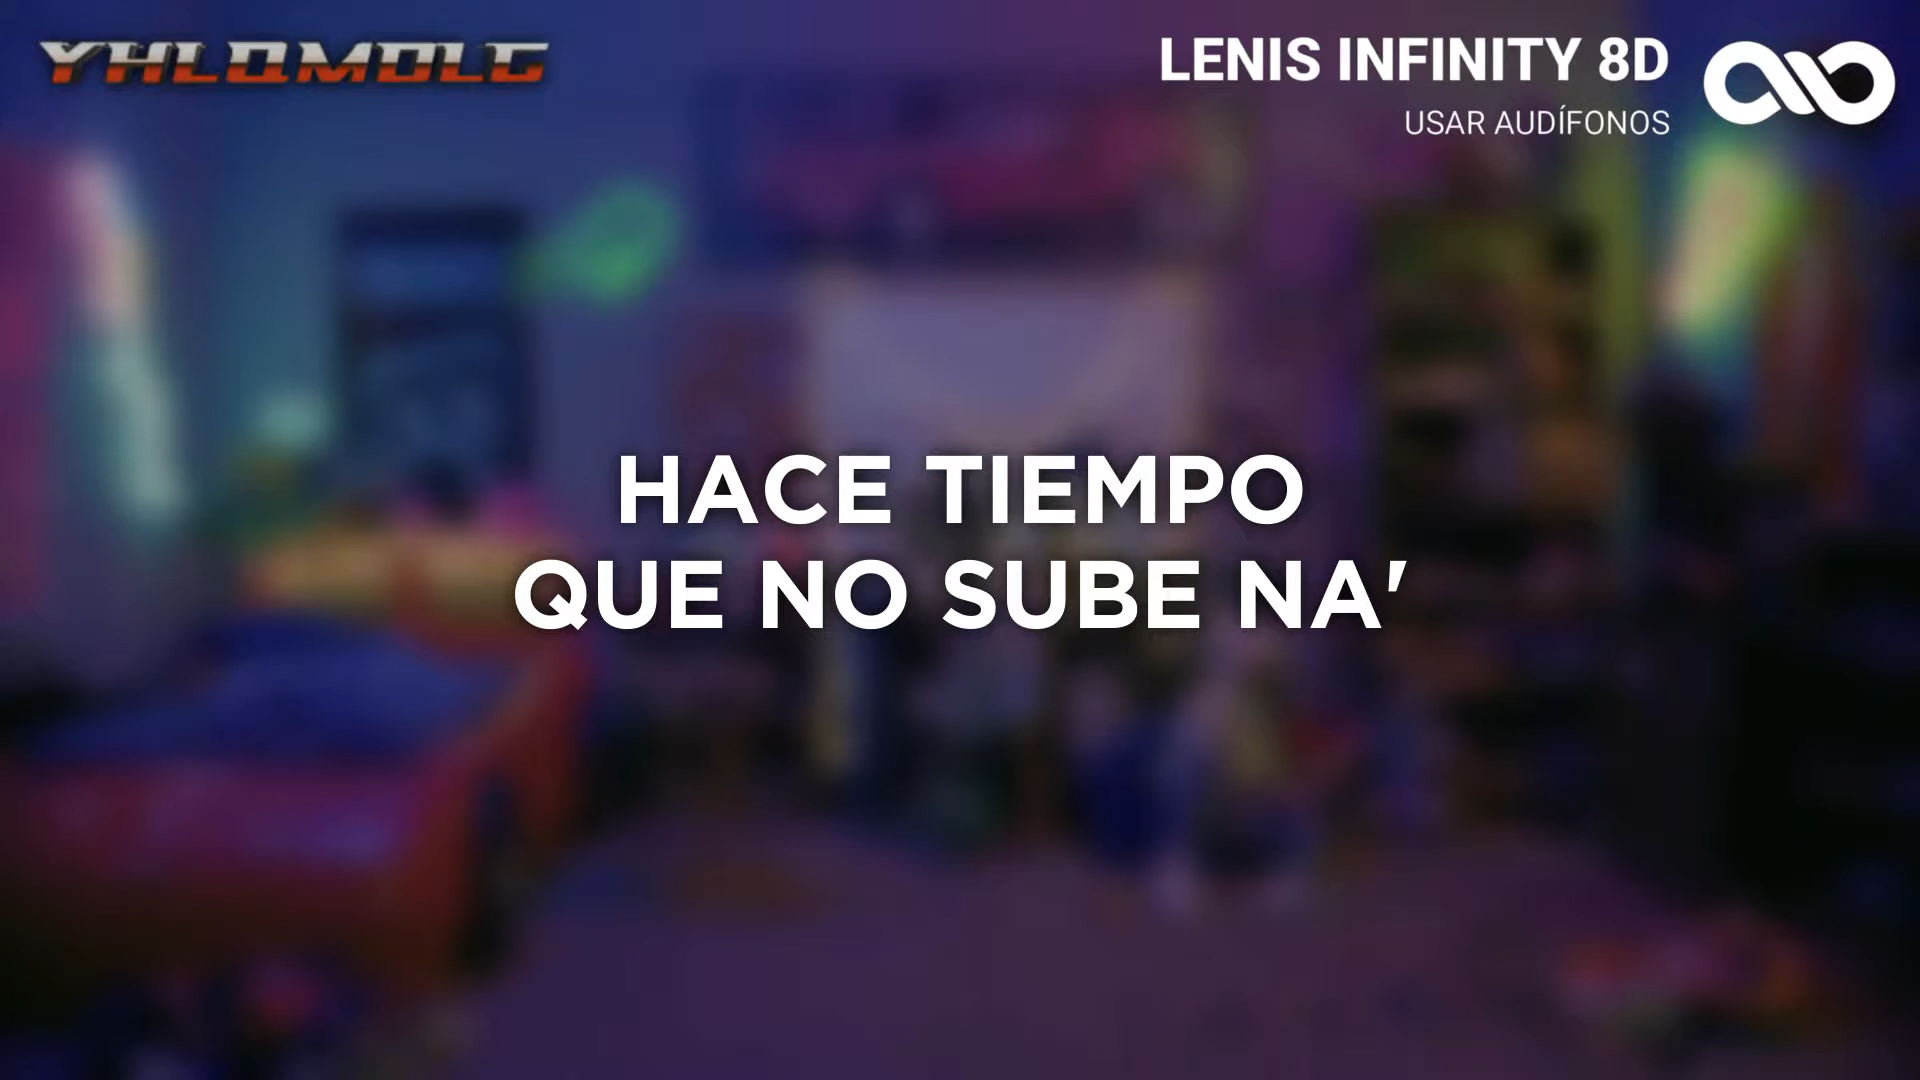 YHLQMDLG
LENIS INFINITY 8D
USAR AUDÍFONOS
HACE TIEMPO
QUE NO SUBE NA'